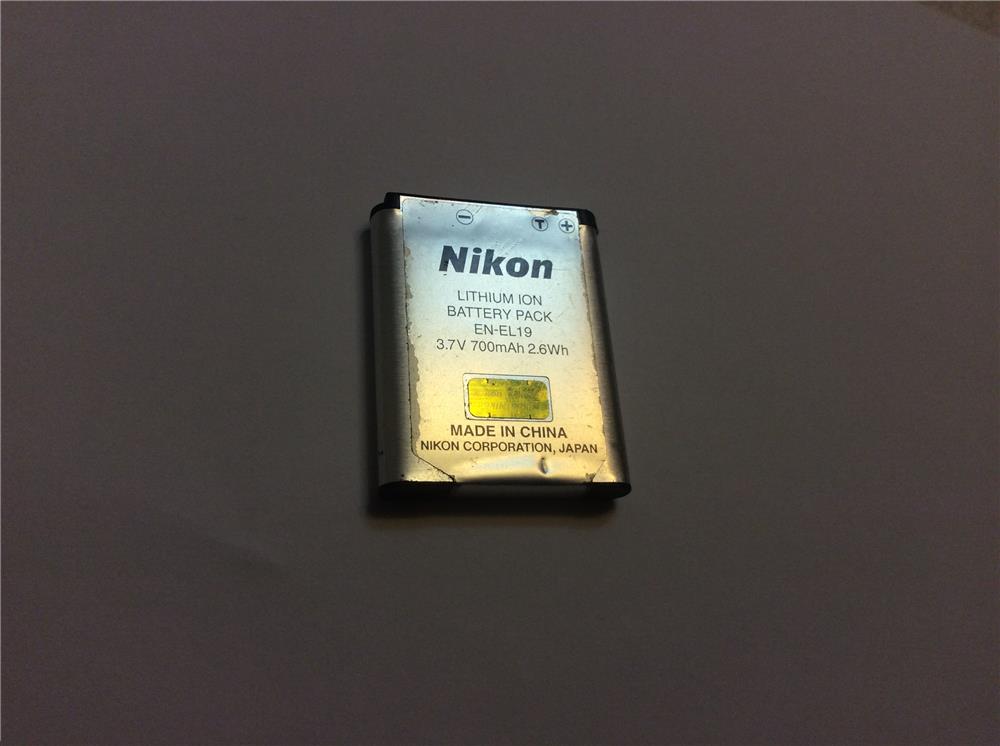 − T +
Nikon
LITHIUM ION
BATTERY PACK
EN-EL19
3.7V 700mAh 2.6Wh
MADE IN CHINA
NIKON CORPORATION, JAPAN